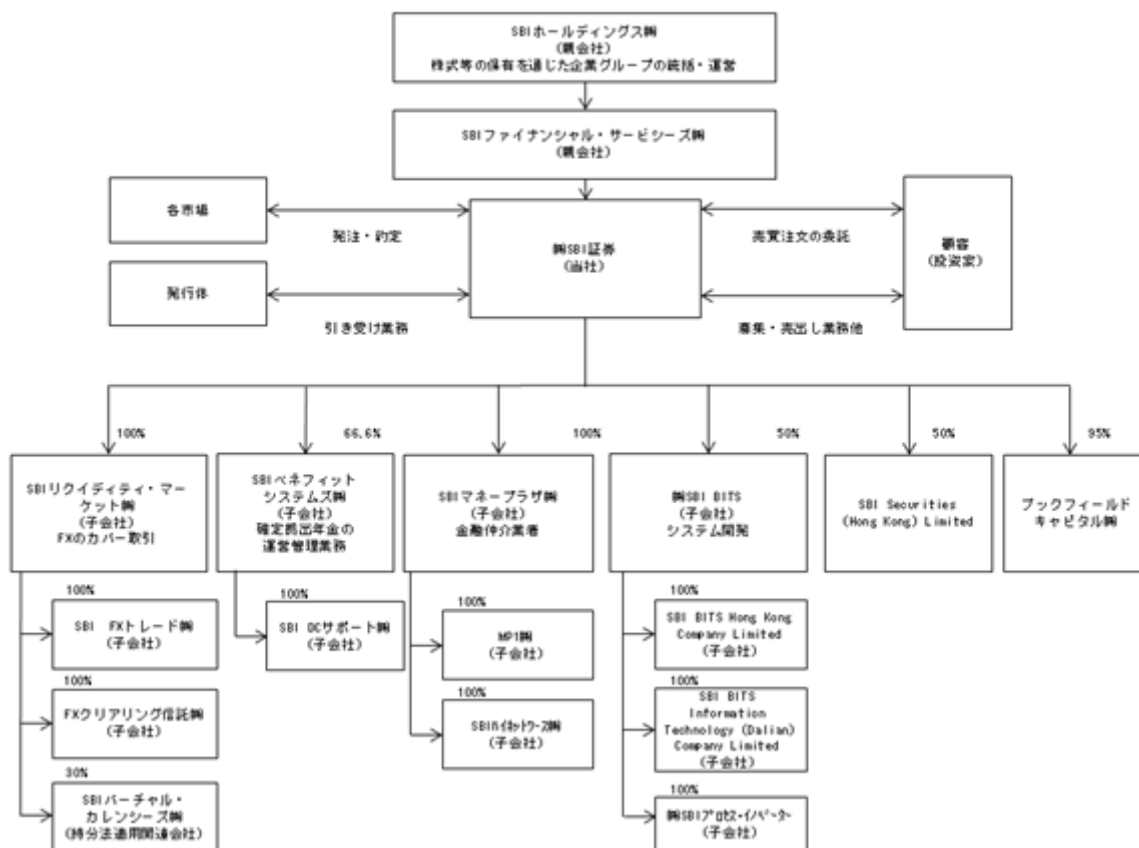 SBIホールディングス㈱
(親会社)
株式等の保有を通じた企業グループの統括・運営
SBIファイナンシャル・サービシーズ㈱
(親会社)
各市場
発注・約定
㈱SBI証券
(当社)
売買注文の委託
顧客
(投資家)
発行体
引き受け業務
募集・売出し業務他
100%
66.6%
100%
50%
50%
95%
SBIリクイディティ・マー
ケット㈱
(子会社)
FXのカバー取引
SBIベネフィット
システムズ㈱
(子会社)
確定拠出年金の
運営管理業務
SBIマネープラザ㈱
(子会社)
金融仲介業者
㈱SBI BITS
(子会社)
システム開発
SBI Securities
(Hong Kong) Limited
ブックフィールド
キャピタル㈱
100%
SBI FXトレード㈱
(子会社)
100%
FXクリアリング信託㈱
(子会社)
30%
SBIバーチャル・
カレンシーズ㈱
(持分法適用関連会社)
100%
SBI DCサポート㈱
(子会社)
100%
MP1㈱
(子会社)
100%
SBIハイネットワース㈱
(子会社)
100%
SBI BITS Hong Kong
Company Limited
(子会社)
100%
SBI BITS
Information
Technology (Dalian)
Company Limited
(子会社)
100%
㈱SBIプロセス・イノベーター
(子会社)